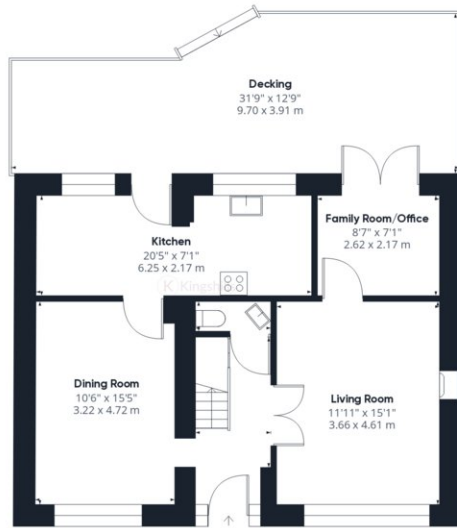 Decking
31'9" x 12'9"
9.70 x 3.91 m
Family Room/Office
8'7" x 7'1"
2.62 x 2.17 m
Kitchen
20'5" x 7'1"
6.25 x 2.17 m
Dining Room
10'6" x 15'5"
3.22 x 4.72 m
Living Room
11'11" x 15'1"
3.66 x 4.61 m